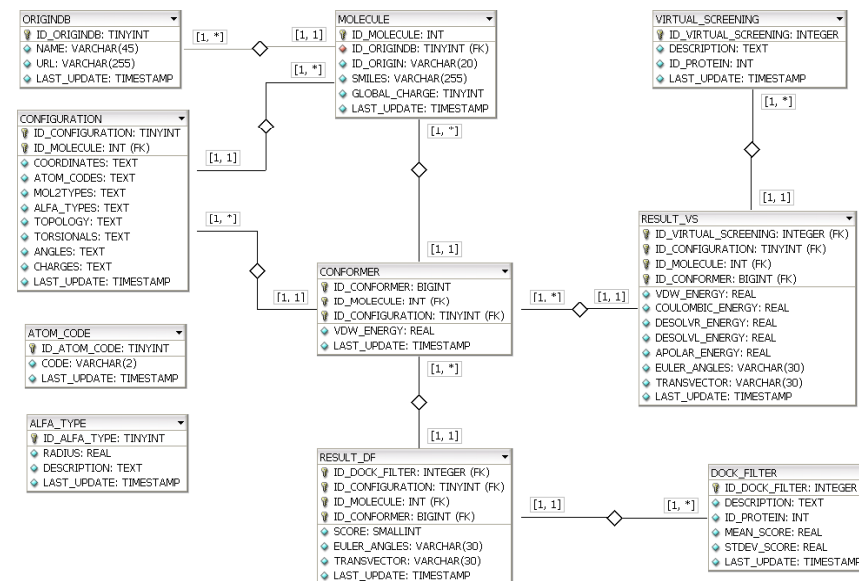 ORIGINDB
ID_ORIGINDB: TINYINT
NAME: VARCHAR(45)
URL: VARCHAR(255)
LAST_UPDATE: TIMESTAMP
[1, *]
[1, 1]
MOLECULE
ID_MOLECULE: INT
ID_ORIGINDB: TINYINT (FK)
ID_ORIGIN: VARCHAR(20)
SMILES: VARCHAR(255)
GLOBAL_CHARGE: TINYINT
LAST_UPDATE: TIMESTAMP
[1, *]
[1, *]
VIRTUAL_SCREENING
ID_VIRTUAL_SCREENING: INTEGER
DESCRIPTION: TEXT
ID_PROTEIN: INT
LAST_UPDATE: TIMESTAMP
[1, *]
[1, 1]
CONFIGURATION
ID_CONFIGURATION: TINYINT
ID_MOLECULE: INT (FK)
COORDINATES: TEXT
ATOM_CODES: TEXT
MOL2TYPES: TEXT
ALFA_TYPES: TEXT
TOPOLOGY: TEXT
TORSIONALS: TEXT
ANGLES: TEXT
CHARGES: TEXT
LAST_UPDATE: TIMESTAMP
[1, 1]
[1, *]
[1, 1]
[1, 1]
CONFORMER
ID_CONFORMER: BIGINT
ID_MOLECULE: INT (FK)
ID_CONFIGURATION: TINYINT (FK)
VDW_ENERGY: REAL
LAST_UPDATE: TIMESTAMP
[1, *]
[1, 1]
RESULT_VS
ID_VIRTUAL_SCREENING: INTEGER (FK)
ID_CONFIGURATION: TINYINT (FK)
ID_MOLECULE: INT (FK)
ID_CONFORMER: BIGINT (FK)
VDW_ENERGY: REAL
COULOMBIC_ENERGY: REAL
DESOLVR_ENERGY: REAL
DESOLVL_ENERGY: REAL
APOLAR_ENERGY: REAL
EULER_ANGLES: VARCHAR(30)
TRANSVECTOR: VARCHAR(30)
LAST_UPDATE: TIMESTAMP
ATOM_CODE
ID_ATOM_CODE: TINYINT
CODE: VARCHAR(2)
LAST_UPDATE: TIMESTAMP
ALFA_TYPE
ID_ALFA_TYPE: TINYINT
RADIUS: REAL
DESCRIPTION: TEXT
LAST_UPDATE: TIMESTAMP
[1, *]
[1, 1]
RESULT_DF
ID_DOCK_FILTER: INTEGER (FK)
ID_CONFIGURATION: TINYINT (FK)
ID_MOLECULE: INT (FK)
ID_CONFORMER: BIGINT (FK)
SCORE: SMALLINT
EULER_ANGLES: VARCHAR(30)
TRANSVECTOR: VARCHAR(30)
LAST_UPDATE: TIMESTAMP
[1, 1]
[1, *]
DOCK_FILTER
ID_DOCK_FILTER: INTEGER
DESCRIPTION: TEXT
ID_PROTEIN: INT
MEAN_SCORE: REAL
STDEV_SCORE: REAL
LAST_UPDATE: TIMESTAMP